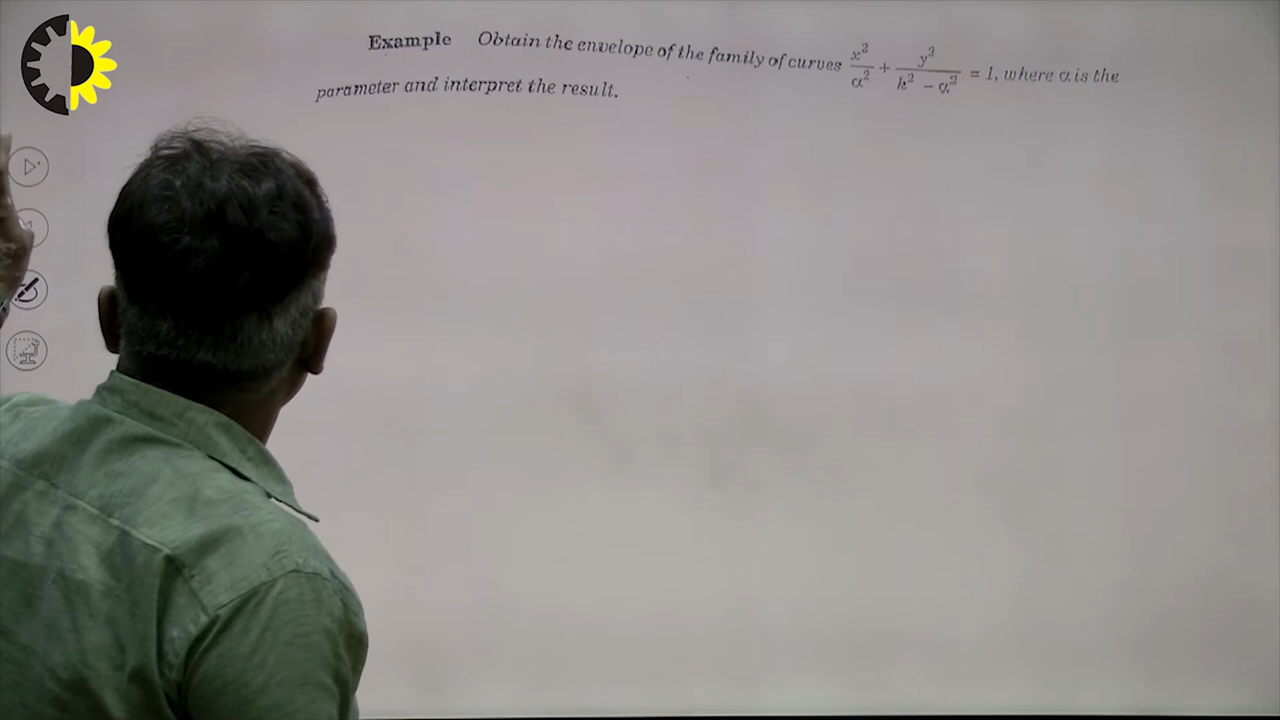 Example Obtain the envelope of the family of curves x²/α² + y²/(k² − α²) = 1, where α is the
parameter and interpret the result.